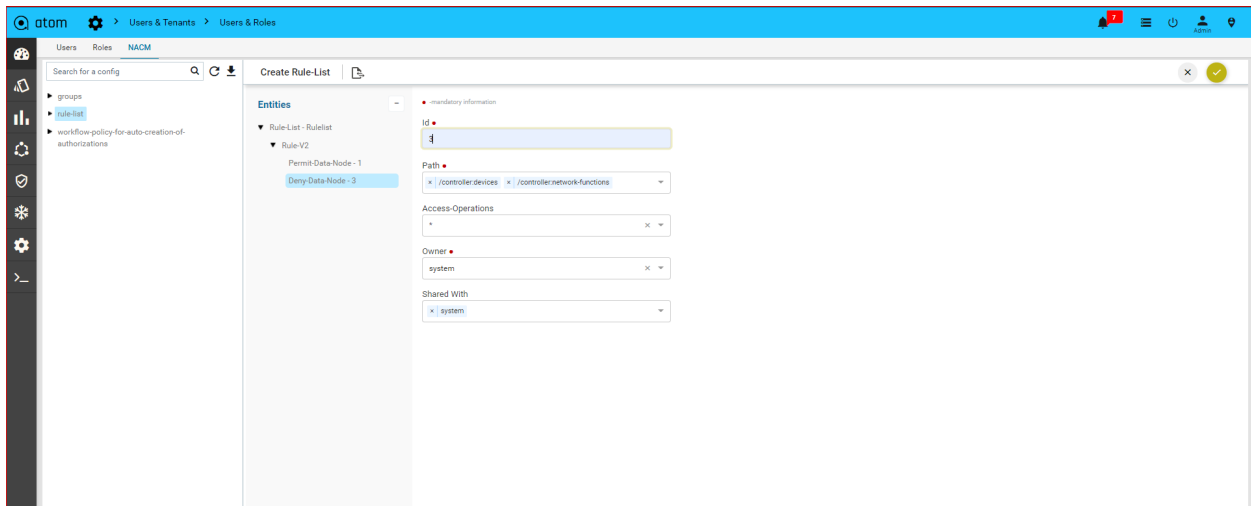 atom > Users & Tenants > Users & Roles
7
Admin
Users Roles NACM
Search for a config
groups
rule-list
workflow-policy-for-auto-creation-of-
authorizations
Create Rule-List
Entities
Rule-List - Rulelist
Rule-V2
Permit-Data-Node - 1
Deny-Data-Node - 3
-mandatory information
Id
3
Path
× /controller:devices × /controller:network-functions
Access-Operations
*
Owner
system
Shared With
× system